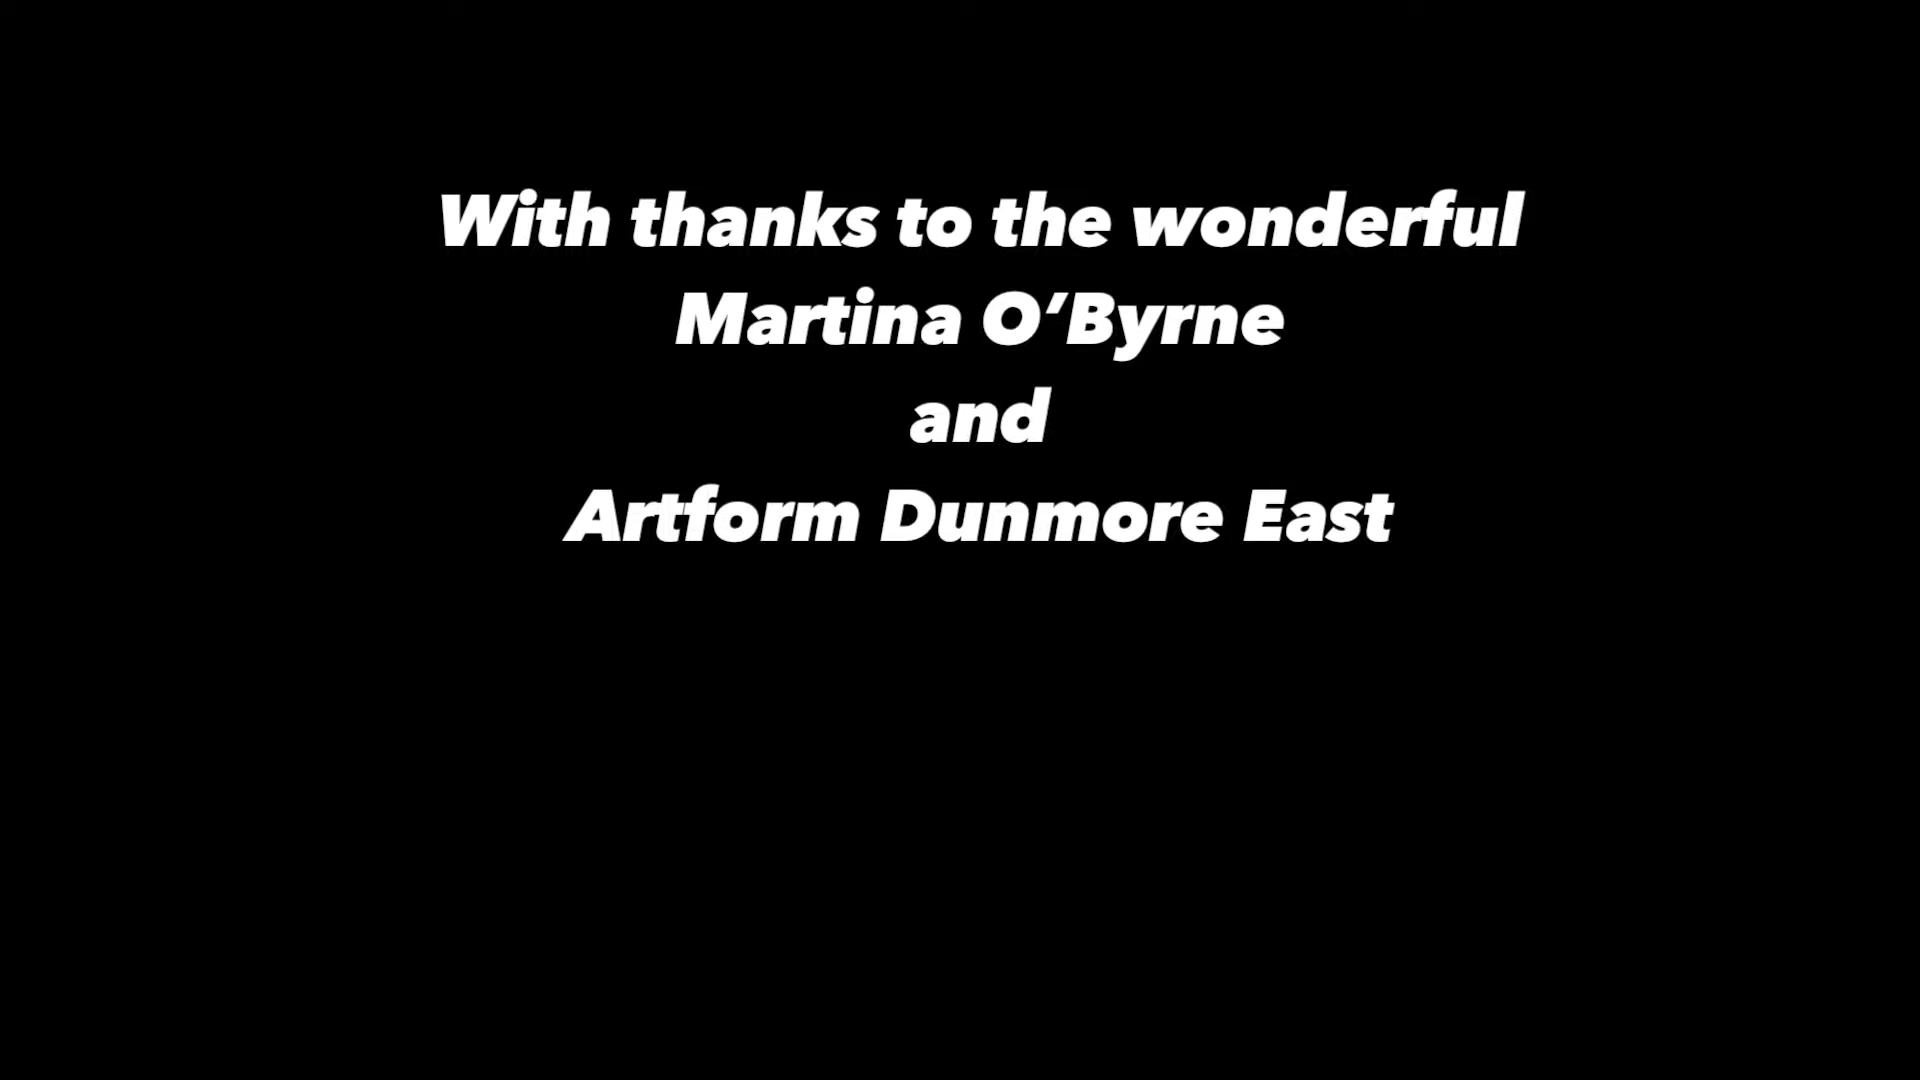 With thanks to the wonderful
Martina O’Byrne
and
Artform Dunmore East